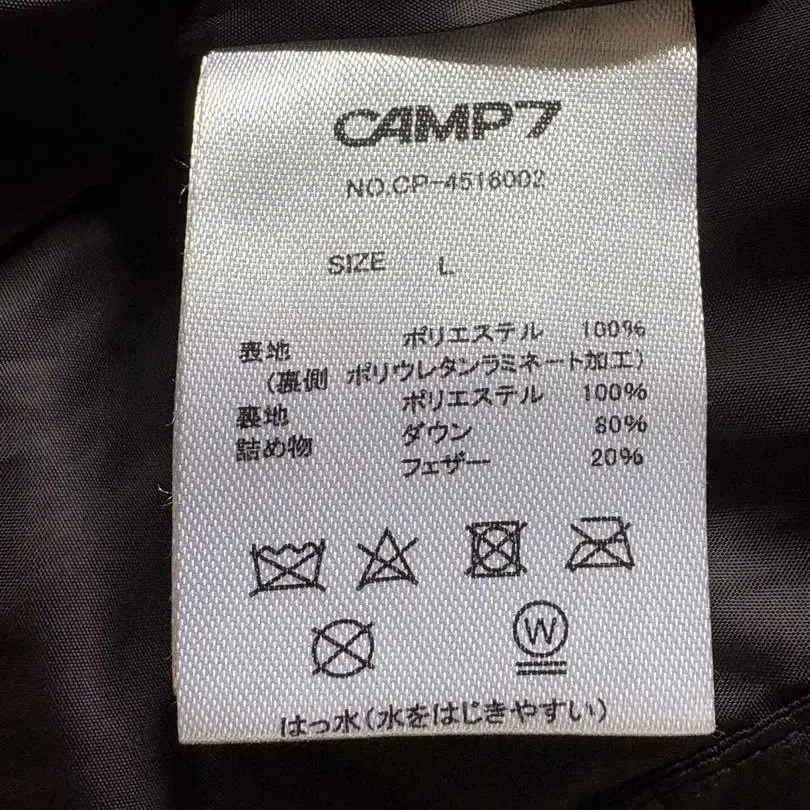 CAMP7
NO.CP-4516002
SIZE L
表地 ポリエステル 100%
(裏側 ポリウレタンラミネート加工)
裏地 ポリエステル 100%
詰め物 ダウン 80%
フェザー 20%
W
はっ水(水をはじきやすい)